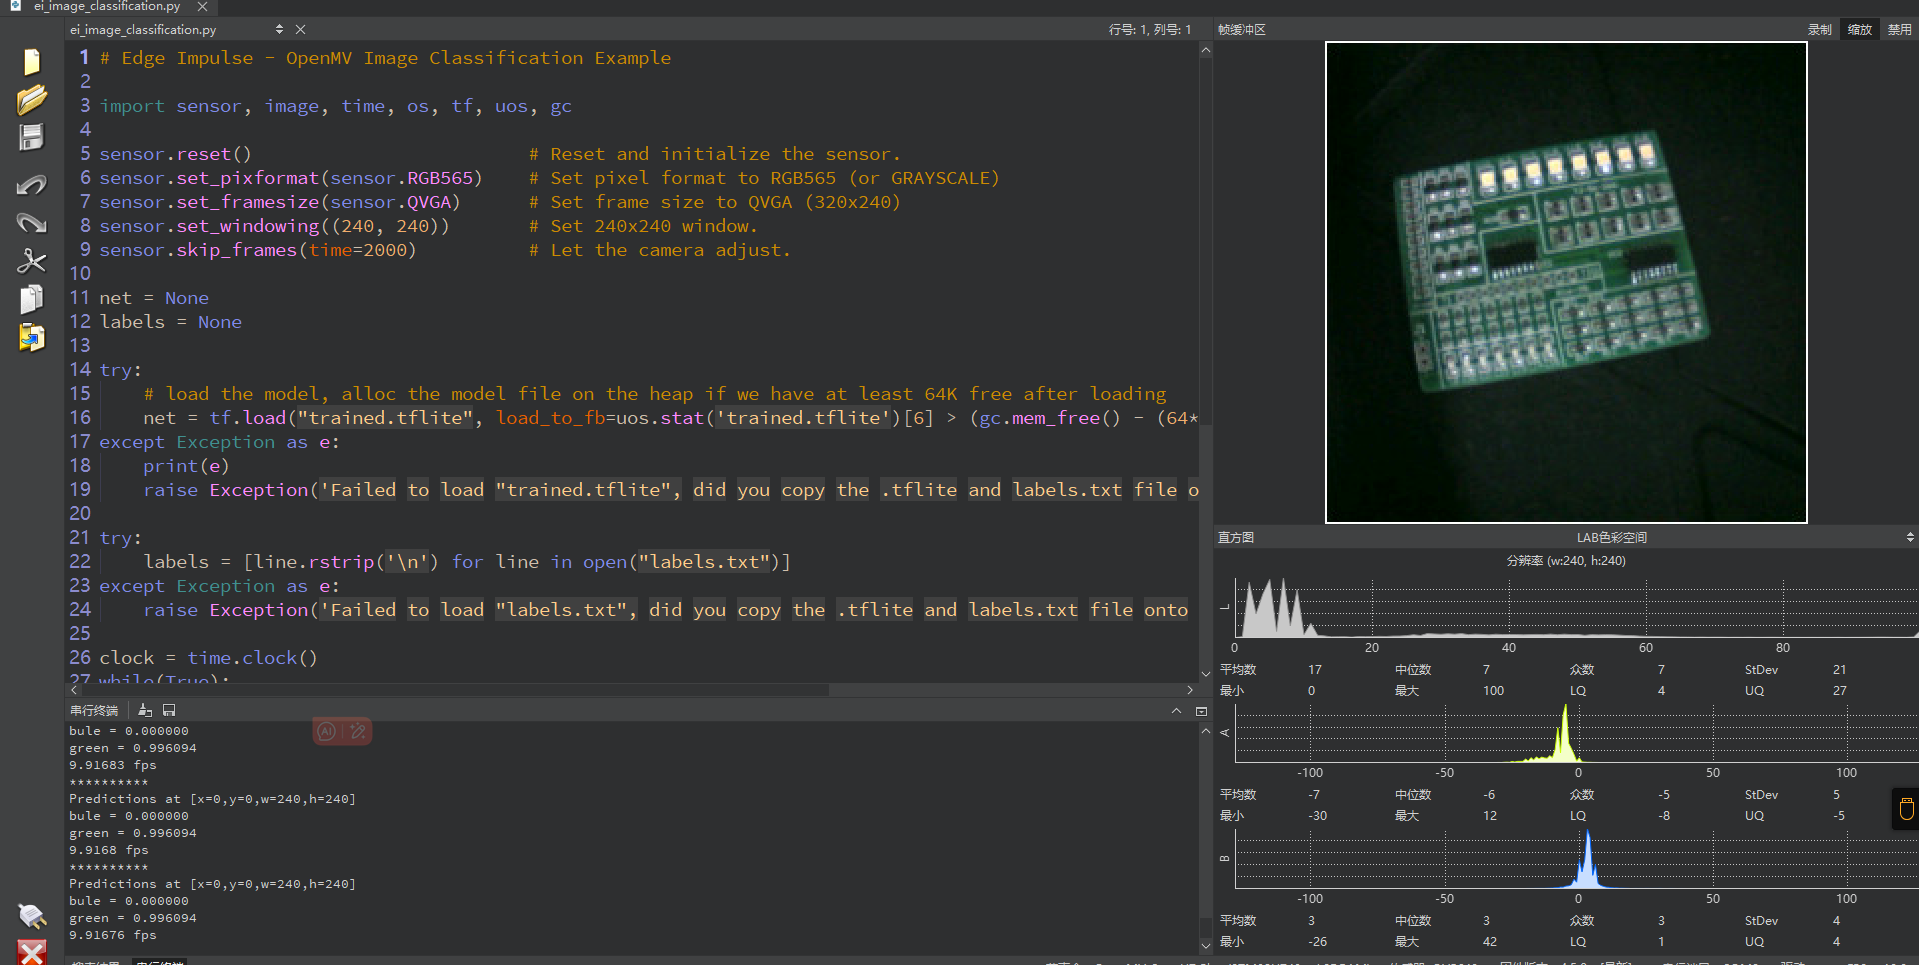 ei_image_classification.py
ei_image_classification.py
行号: 1, 列号: 1
1 # Edge Impulse - OpenMV Image Classification Example
2
3 import sensor, image, time, os, tf, uos, gc
4
5 sensor.reset() # Reset and initialize the sensor.
6 sensor.set_pixformat(sensor.RGB565) # Set pixel format to RGB565 (or GRAYSCALE)
7 sensor.set_framesize(sensor.QVGA) # Set frame size to QVGA (320x240)
8 sensor.set_windowing((240, 240)) # Set 240x240 window.
9 sensor.skip_frames(time=2000) # Let the camera adjust.
10
11 net = None
12 labels = None
13
14 try:
15 # load the model, alloc the model file on the heap if we have at least 64K free after loading
16 net = tf.load("trained.tflite", load_to_fb=uos.stat('trained.tflite')[6] > (gc.mem_free() - (64*
17 except Exception as e:
18 print(e)
19 raise Exception('Failed to load "trained.tflite", did you copy the .tflite and labels.txt file o
20
21 try:
22 labels = [line.rstrip('\n') for line in open("labels.txt")]
23 except Exception as e:
24 raise Exception('Failed to load "labels.txt", did you copy the .tflite and labels.txt file onto
25
26 clock = time.clock()
27 while(True):
串行终端
AI
bule = 0.000000
green = 0.996094
9.91683 fps
**********
Predictions at [x=0,y=0,w=240,h=240]
bule = 0.000000
green = 0.996094
9.9168 fps
**********
Predictions at [x=0,y=0,w=240,h=240]
bule = 0.000000
green = 0.996094
9.91676 fps
搜索结果 串行终端
帧缓冲区 录制 缩放 禁用
直方图 LAB色彩空间
分辨率 (w:240, h:240)
L
0 20 40 60 80
平均数 17 中位数 7 众数 7 StDev 21
最小 0 最大 100 LQ 4 UQ 27
A
-100 -50 0 50 100
平均数 -7 中位数 -6 众数 -5 StDev 5
最小 -30 最大 12 LQ -8 UQ -5
B
-100 -50 0 50 100
平均数 3 中位数 3 众数 3 StDev 4
最小 -26 最大 42 LQ 1 UQ 4